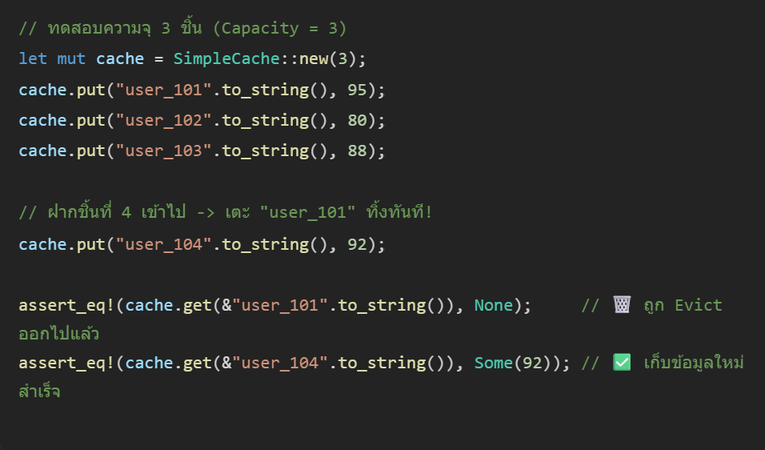 // ทดสอบความจุ 3 ชิ้น (Capacity = 3)
let mut cache = SimpleCache::new(3);
cache.put("user_101".to_string(), 95);
cache.put("user_102".to_string(), 80);
cache.put("user_103".to_string(), 88);
// ฝากชิ้นที่ 4 เข้าไป -> เตะ "user_101" ทิ้งทันที!
cache.put("user_104".to_string(), 92);
assert_eq!(cache.get(&"user_101".to_string()), None);     // 🗑️ ถูก Evict
ออกไปแล้ว
assert_eq!(cache.get(&"user_104".to_string()), Some(92)); // ✅ เก็บข้อมูลใหม่
สำเร็จ